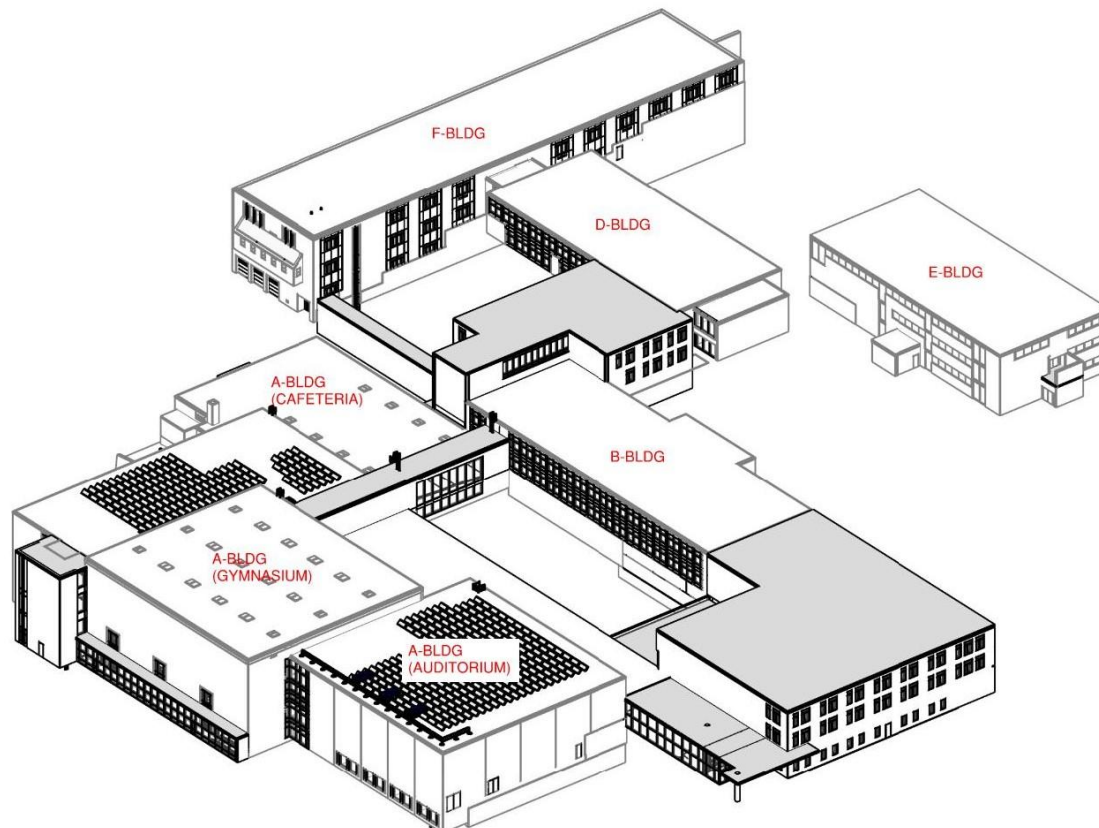 F-BLDG
D-BLDG
E-BLDG
A-BLDG
(CAFETERIA)
B-BLDG
A-BLDG
(GYMNASIUM)
A-BLDG
(AUDITORIUM)